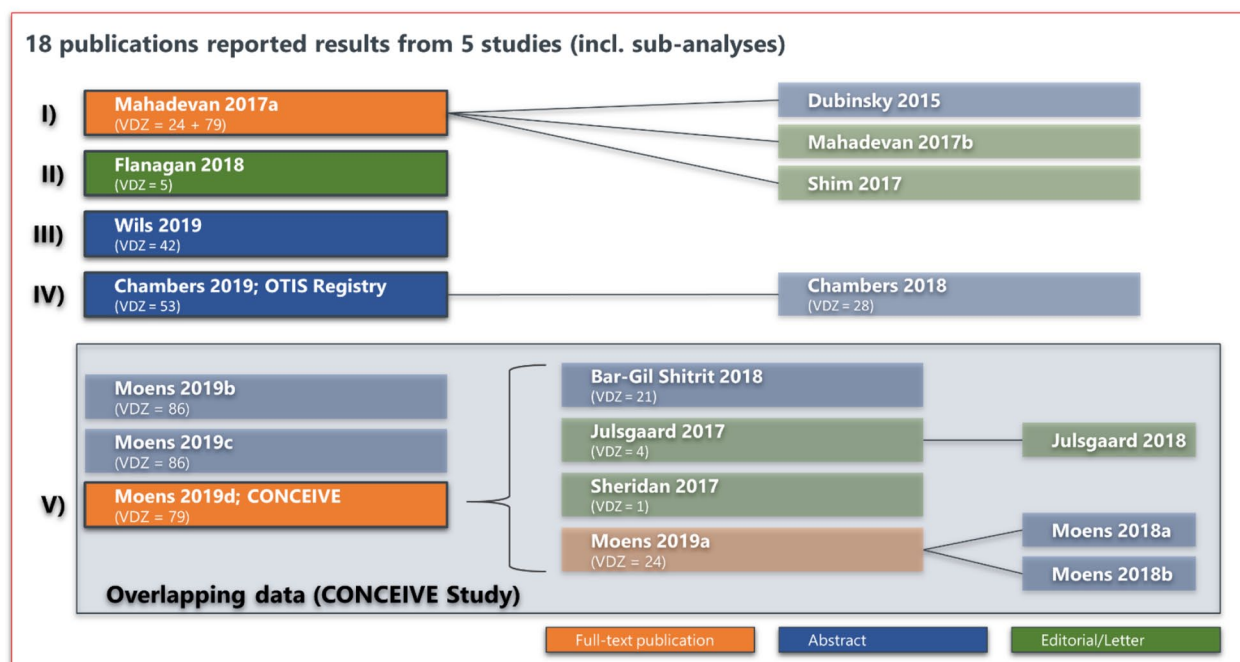 18 publications reported results from 5 studies (incl. sub-analyses)
I)
Mahadevan 2017a
(VDZ = 24 + 79)
Dubinsky 2015
Mahadevan 2017b
Shim 2017
II)
Flanagan 2018
(VDZ = 5)
III)
Wils 2019
(VDZ = 42)
IV)
Chambers 2019; OTIS Registry
(VDZ = 53)
Chambers 2018
(VDZ = 28)
V)
Moens 2019b
(VDZ = 86)
Moens 2019c
(VDZ = 86)
Moens 2019d; CONCEIVE
(VDZ = 79)
Bar-Gil Shitrit 2018
(VDZ = 21)
Julsgaard 2017
(VDZ = 4)
Julsgaard 2018
Sheridan 2017
(VDZ = 1)
Moens 2019a
(VDZ = 24)
Moens 2018a
Moens 2018b
Overlapping data (CONCEIVE Study)
Full-text publication
Abstract
Editorial/Letter